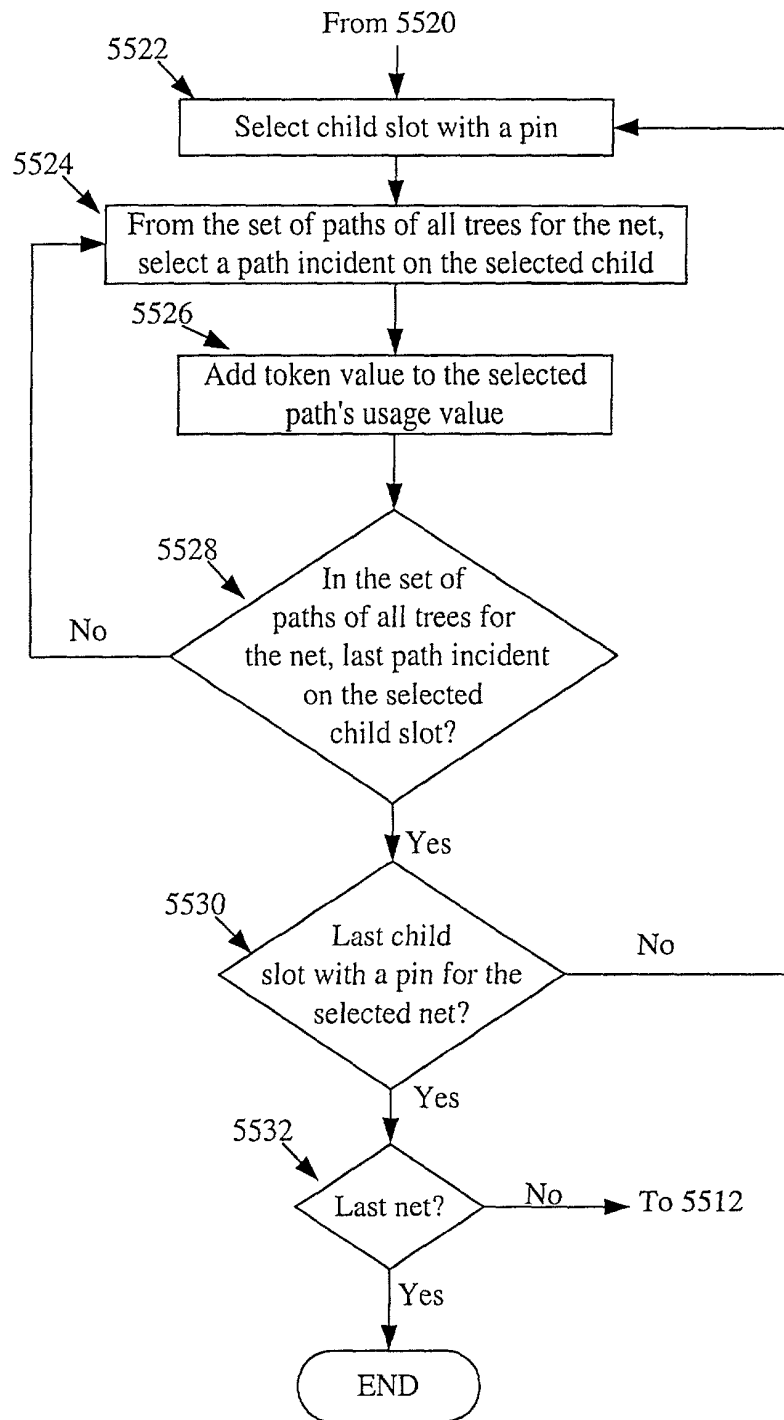 From 5520
5522
Select child slot with a pin
5524
From the set of paths of all trees for the net,
select a path incident on the selected child
5526
Add token value to the selected
path's usage value
5528
In the set of
paths of all trees for
the net, last path incident
on the selected
child slot?
No
Yes
5530
Last child
slot with a pin for the
selected net?
No
Yes
5532
Last net?
No
To 5512
Yes
END